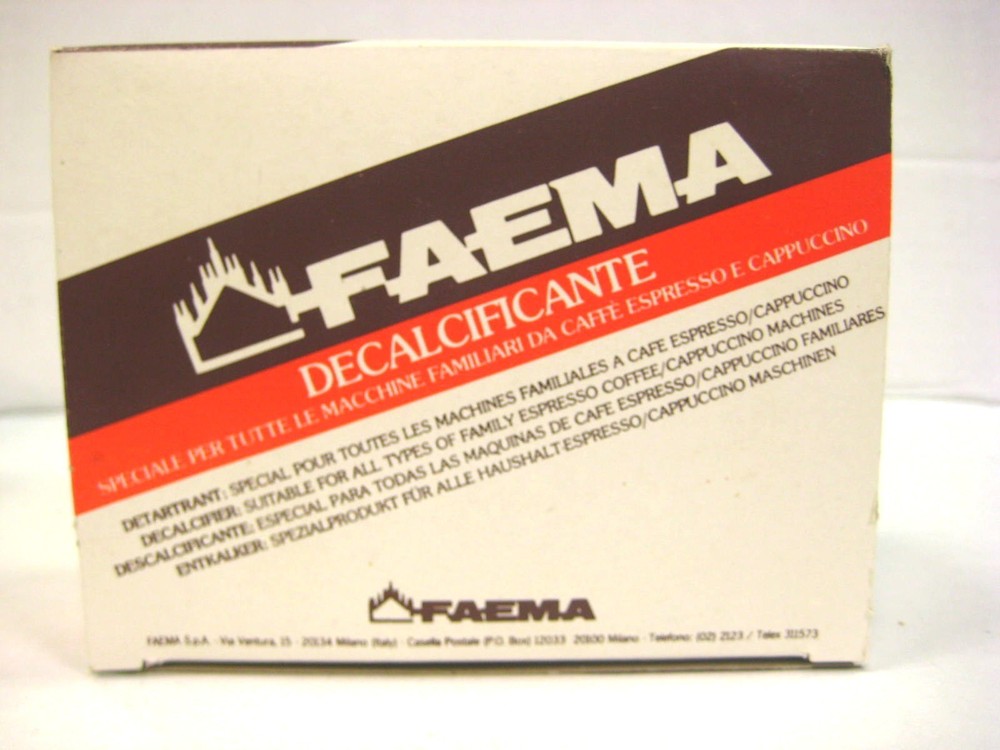 FAEMA
DECALCIFICANTE
SPECIALE PER TUTTE LE MACCHINE FAMILIARI DA CAFFÈ ESPRESSO E CAPPUCCINO
DETARTRANT: SPECIAL POUR TOUTES LES MACHINES FAMILIALES A CAFE ESPRESSO/CAPPUCCINO
DECALCIFIER: SUITABLE FOR ALL TYPES OF FAMILY ESPRESSO COFFEE/CAPPUCCINO MACHINES
DESCALCIFICANTE: ESPECIAL PARA TODAS LAS MAQUINAS DE CAFE ESPRESSO/CAPPUCCINO FAMILIARES
ENTKALKER: SPEZIALPRODUKT FÜR ALLE HAUSHALT-ESPRESSO/CAPPUCCINO MASCHINEN
FAEMA
FAEMA S.p.A. - Via Ventura, 15 - 20134 Milano (Italy) - Casella Postale (P.O. Box) 12033 - 20100 Milano - Telefono: (02) 2123 / Telex 311573